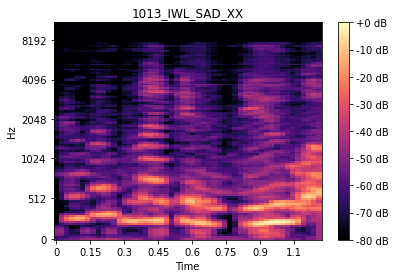 1013_IWL_SAD_XX
+0 dB
8192
-10 dB
4096
-20 dB
-30 dB
2048
Hz
-40 dB
1024
-50 dB
512
-60 dB
-70 dB
0
-80 dB
0 0.15 0.3 0.45 0.6 0.75 0.9 1.1
Time